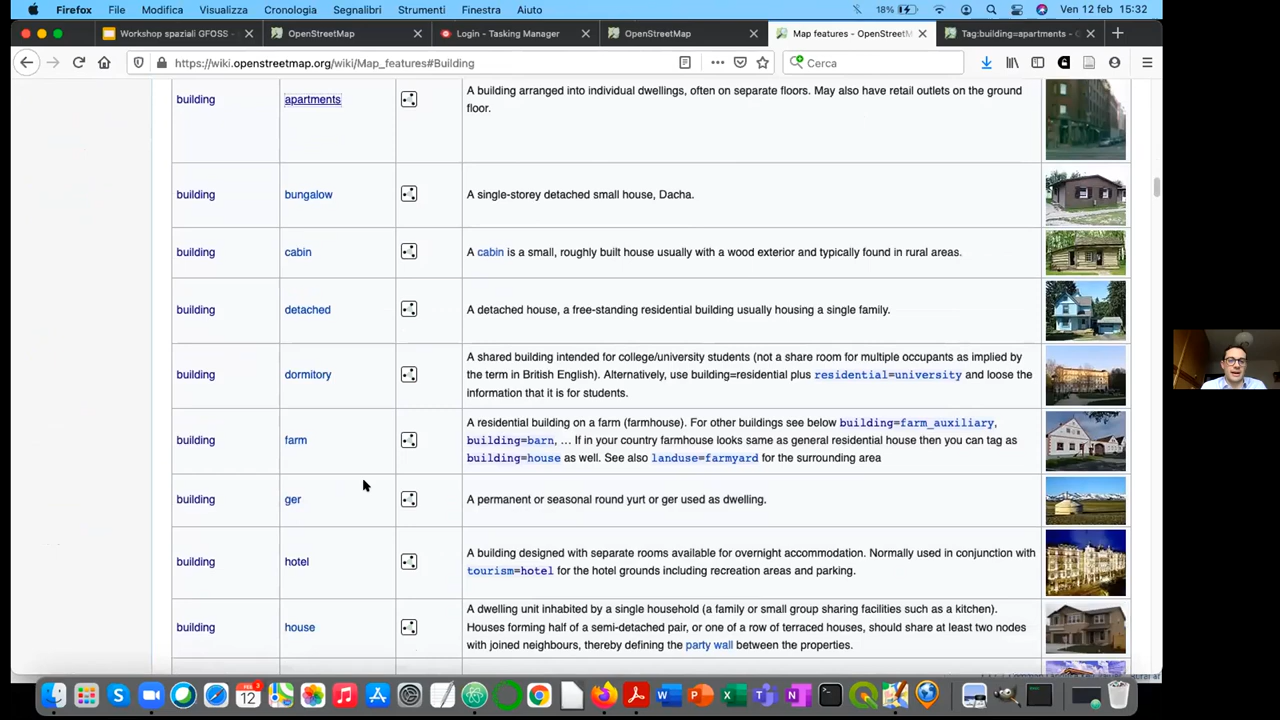 Firefox File Modifica Visualizza Cronologia Segnalibri Strumenti Finestra Aiuto 18% Ven 12 feb 15:32
Workshop spaziali GFOSS - OpenStreetMap Login - Tasking Manager OpenStreetMap Map features - OpenStreetM Tag:building=apartments - O
https://wiki.openstreetmap.org/wiki/Map_features#Building Cerca
building apartments A building arranged into individual dwellings, often on separate floors. May also have retail outlets on the ground
floor.
building bungalow A single-storey detached small house, Dacha.
building cabin A cabin is a small, roughly built house usually with a wood exterior and typically found in rural areas.
building detached A detached house, a free-standing residential building usually housing a single family.
A shared building intended for college/university students (not a share room for multiple occupants as implied by
building dormitory the term in British English). Alternatively, use building=residential plus residential=university and loose the
information that it is for students.
A residential building on a farm (farmhouse). For other buildings see below building=farm_auxiliary,
building farm building=barn, … If in your country farmhouse looks same as general residential house then you can tag as
building=house as well. See also landuse=farmyard for the surrounding area
building ger A permanent or seasonal round yurt or ger used as dwelling.
building hotel A building designed with separate rooms available for overnight accommodation. Normally used in conjunction with
tourism=hotel for the hotel grounds including recreation areas and parking.
A dwelling unit inhabited by a single household (a family or small group sharing facilities such as a kitchen).
building house Houses forming half of a semi-detached pair, or one of a row of terraced houses, should share at least two nodes
with joined neighbours, thereby defining the party wall between the properties.
FEB
12